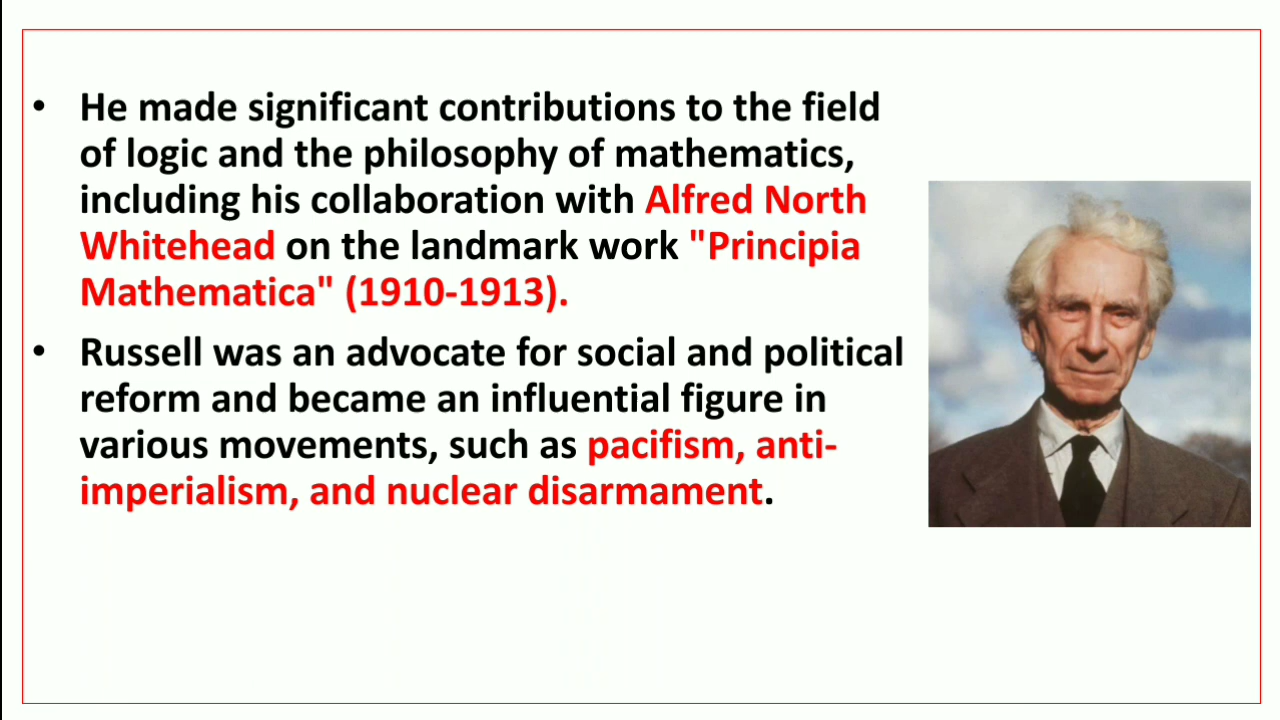 • He made significant contributions to the field
of logic and the philosophy of mathematics,
including his collaboration with Alfred North
Whitehead on the landmark work "Principia
Mathematica" (1910-1913).
• Russell was an advocate for social and political
reform and became an influential figure in
various movements, such as pacifism, anti-
imperialism, and nuclear disarmament.